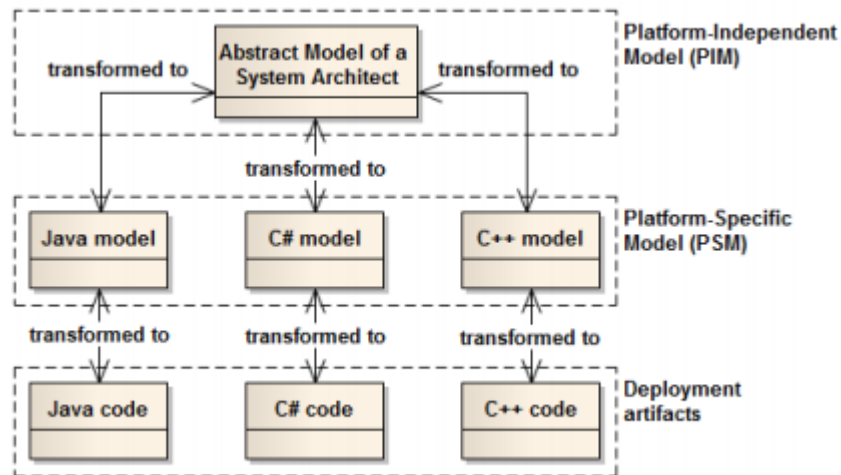 Platform-Independent
Model (PIM)
Abstract Model of a
System Architect
transformed to
transformed to
transformed to
Platform-Specific
Model (PSM)
Java model
C# model
C++ model
transformed to
transformed to
transformed to
Deployment
artifacts
Java code
C# code
C++ code